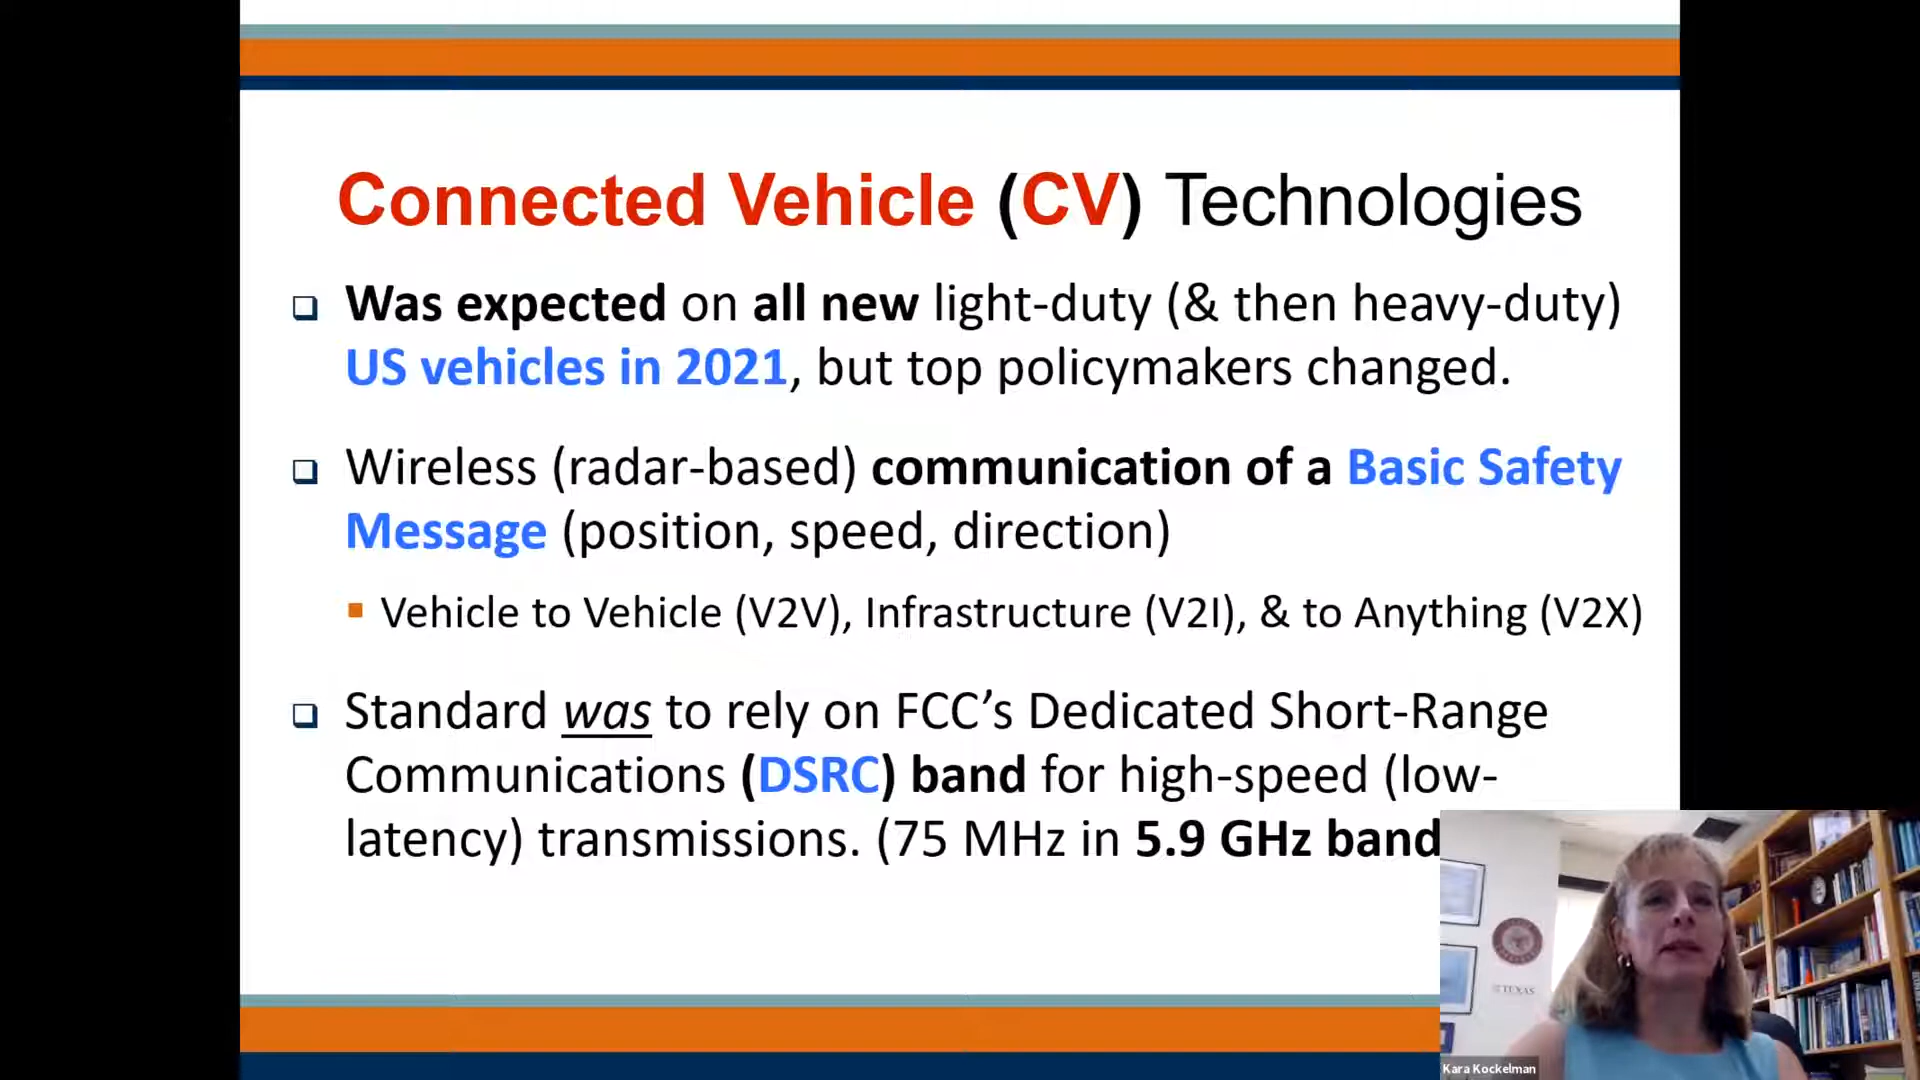 Connected Vehicle (CV) Technologies
Was expected on all new light-duty (& then heavy-duty)
US vehicles in 2021, but top policymakers changed.
Wireless (radar-based) communication of a Basic Safety
Message (position, speed, direction)
Vehicle to Vehicle (V2V), Infrastructure (V2I), & to Anything (V2X)
Standard was to rely on FCC’s Dedicated Short-Range
Communications (DSRC) band for high-speed (low-
latency) transmissions. (75 MHz in 5.9 GHz band
TEXAS
Kara Kockelman